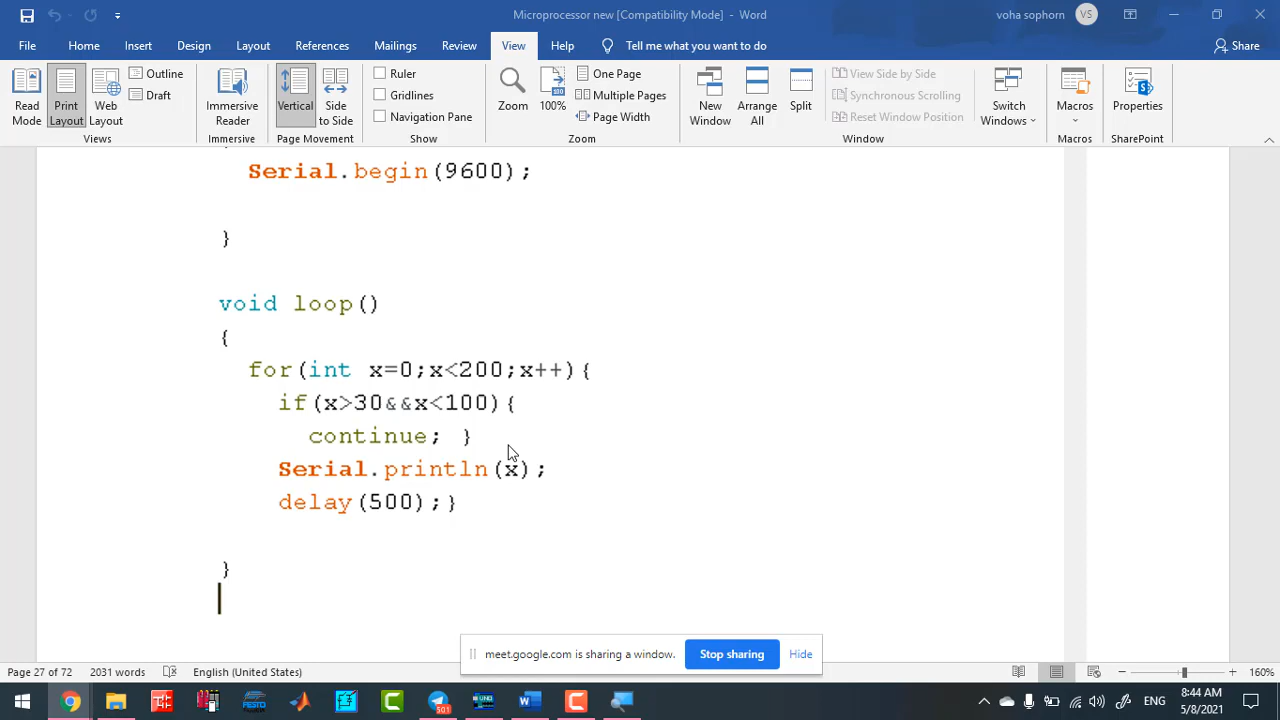 Microprocessor new [Compatibility Mode] - Word
voha sophorn VS
File Home Insert Design Layout References Mailings Review View Help Tell me what you want to do Share
Read Mode
Print Layout
Web Layout
Outline
Draft
Views
Immersive Reader
Immersive
Vertical
Side to Side
Page Movement
Ruler
Gridlines
Navigation Pane
Show
Zoom
100%
One Page
Multiple Pages
Page Width
Zoom
New Window
Arrange All
Split
View Side by Side
Synchronous Scrolling
Reset Window Position
Switch Windows
Window
Macros
Macros
Properties
SharePoint
Serial.begin(9600);
}
void loop()
{
for(int x=0;x<200;x++){
if(x>30&&x<100){
continue; }
Serial.println(x);
delay(500);}
}
meet.google.com is sharing a window. Stop sharing Hide
Page 27 of 72 2031 words English (United States) 160%
ENG
8:44 AM
5/8/2021